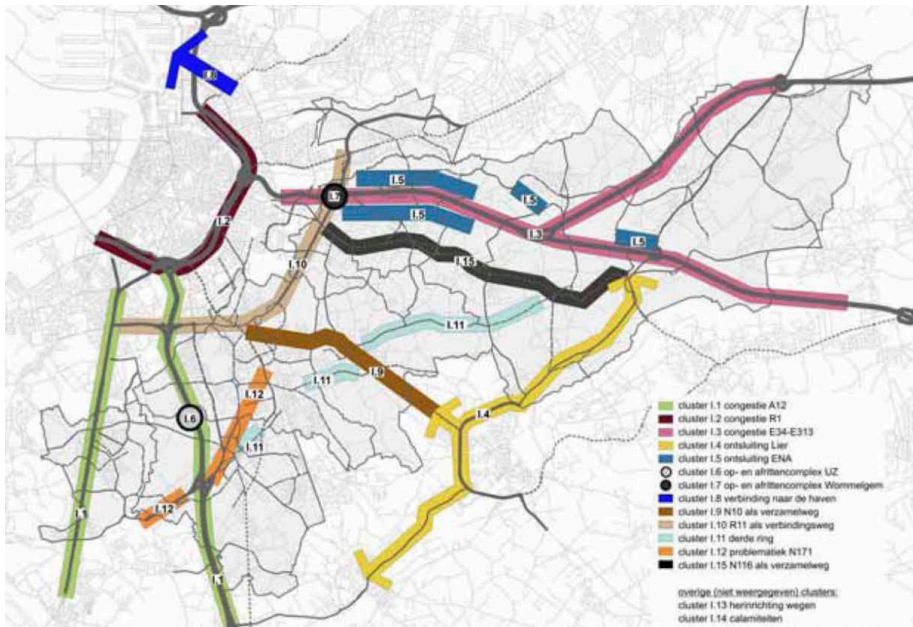 I.8
I.7
I.5
I.5
I.5
I.2
I.3
I.5
I.10
I.15
I.11
I.9
I.11
I.12
I.4
I.6
I.11
I.12
I.1
I.1
cluster I.1 congestie A12
cluster I.2 congestie R1
cluster I.3 congestie E34-E313
cluster I.4 ontsluiting Lier
cluster I.5 ontsluiting ENA
cluster I.6 op- en afrittencomplex UZ
cluster I.7 op- en afrittencomplex Wommelgem
cluster I.8 verbinding naar de haven
cluster I.9 N10 als verzamelweg
cluster I.10 R11 als verbindingsweg
cluster I.11 derde ring
cluster I.12 problematiek N171
cluster I.15 N116 als verzamelweg
overige (niet weergegeven) clusters:
cluster I.13 herinrichting wegen
cluster I.14 calamiteiten